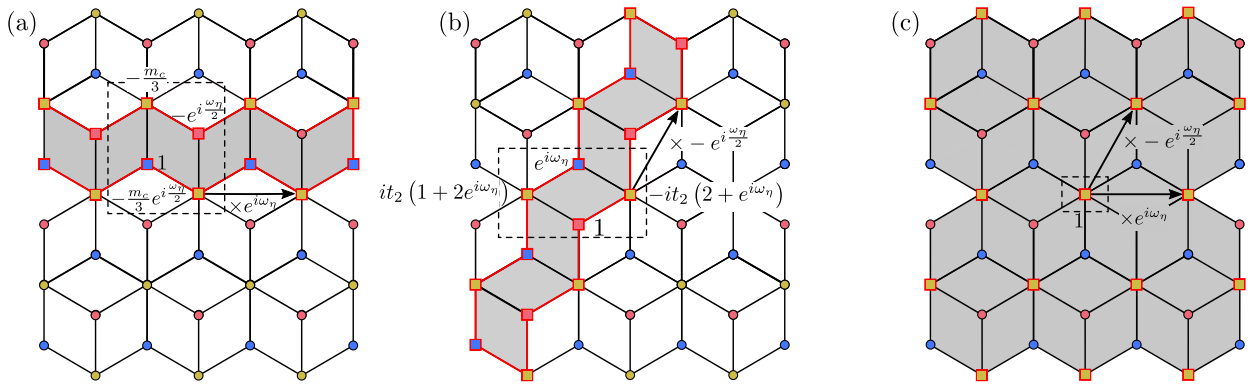 (a)
(b)
(c)
$-\frac{m_c}{3}$
$-e^{i\frac{\omega_\eta}{2}}$
1
$-\frac{m_c}{3}e^{i\frac{\omega_\eta}{2}}$
$\times e^{i\omega_\eta}$
$\times -e^{i\frac{\omega_\eta}{2}}$
$e^{i\omega_\eta}$
$it_2\left(1+2e^{i\omega_\eta}\right)$
$-it_2\left(2+e^{i\omega_\eta}\right)$
1
$\times -e^{i\frac{\omega_\eta}{2}}$
1
$\times e^{i\omega_\eta}$